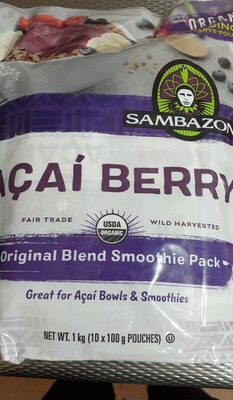 SAMBAZON
AÇAÍ BERRY
FAIR TRADE USDA ORGANIC WILD HARVESTED
Original Blend Smoothie Pack
Great for Açaí Bowls & Smoothies
NET WT. 1 kg (10 x 100 g POUCHES) U